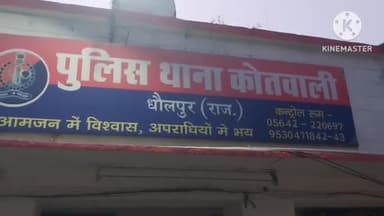 KINEMASTER
पुलिस थाना कोतवाली
धौलपुर (राज.)
कन्ट्रोल रूम -
05642 - 220697
9530411842-43
आमजन में विश्वास, अपराधियों मे भय